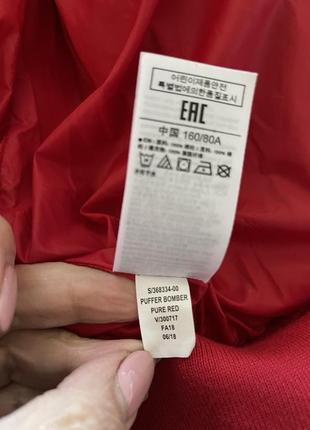 어린이제품안전
특별법에의한품질표시
EAC
中国 160/80A
S/368334-00
PUFFER BOMBER
PURE RED
V/300717
FA18
06/18